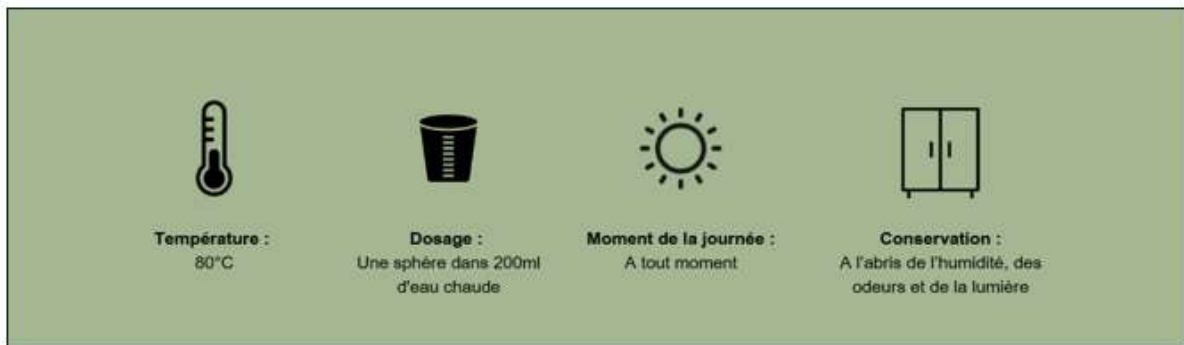 Température :
80°C
Dosage :
Une sphère dans 200ml
d'eau chaude
Moment de la journée :
A tout moment
Conservation :
A l'abris de l'humidité, des
odeurs et de la lumière